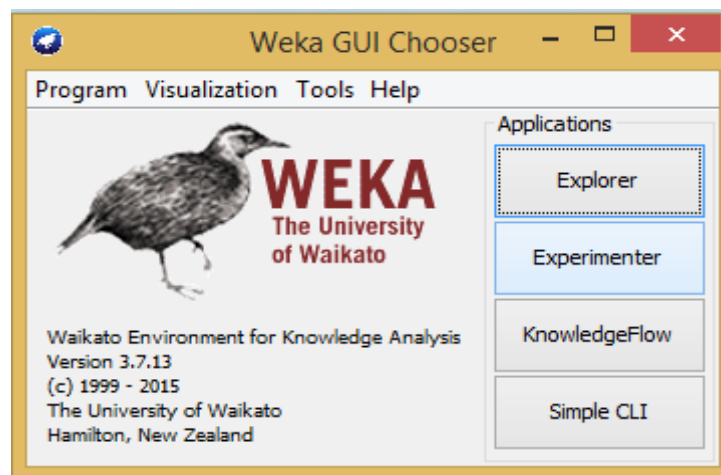 Weka GUI Chooser
Program Visualization Tools Help
WEKA
The University
of Waikato
Waikato Environment for Knowledge Analysis
Version 3.7.13
(c) 1999 - 2015
The University of Waikato
Hamilton, New Zealand
Applications
Explorer
Experimenter
KnowledgeFlow
Simple CLI